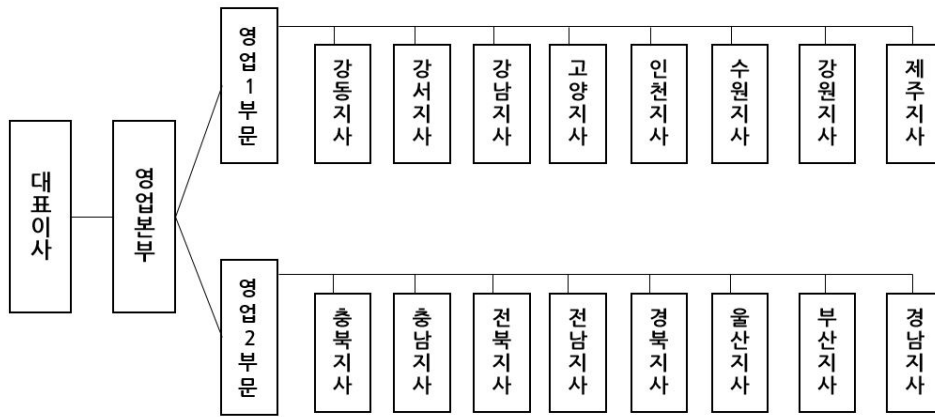 대표이사
영업본부
영업1부문
강동지사
강서지사
강남지사
고양지사
인천지사
수원지사
강원지사
제주지사
영업2부문
충북지사
충남지사
전북지사
전남지사
경북지사
울산지사
부산지사
경남지사